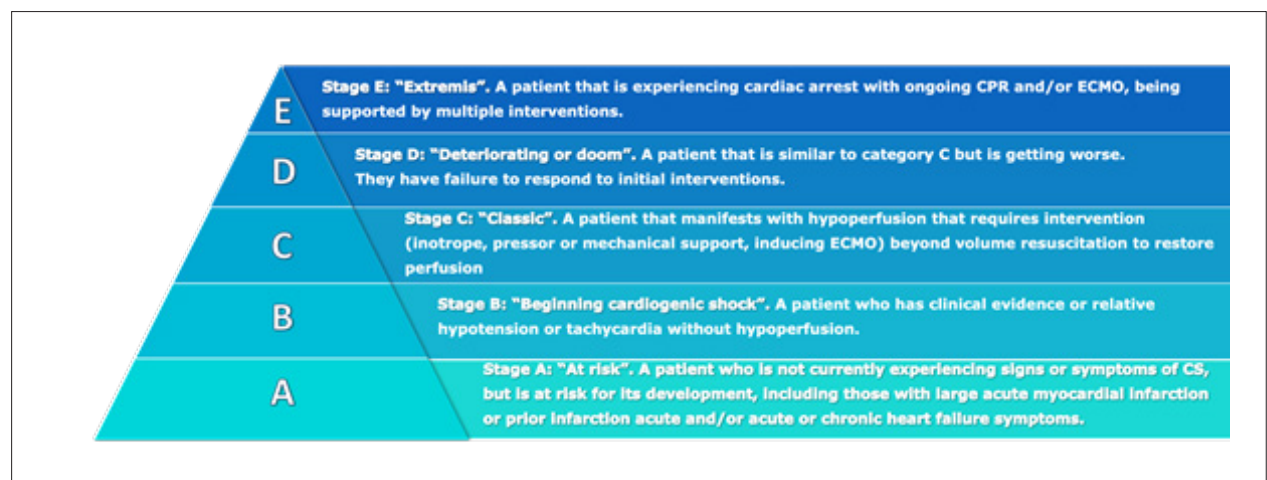 E
Stage E: "Extremis". A patient that is experiencing cardiac arrest with ongoing CPR and/or ECMO, being
supported by multiple interventions.
D
Stage D: "Deteriorating or doom". A patient that is similar to category C but is getting worse.
They have failure to respond to initial interventions.
C
Stage C: "Classic". A patient that manifests with hypoperfusion that requires intervention
(inotrope, pressor or mechanical support, inducing ECMO) beyond volume resuscitation to restore
perfusion
B
Stage B: "Beginning cardiogenic shock". A patient who has clinical evidence or relative
hypotension or tachycardia without hypoperfusion.
A
Stage A: "At risk". A patient who is not currently experiencing signs or symptoms of CS,
but is at risk for its development, including those with large acute myocardial infarction
or prior infarction acute and/or acute or chronic heart failure symptoms.